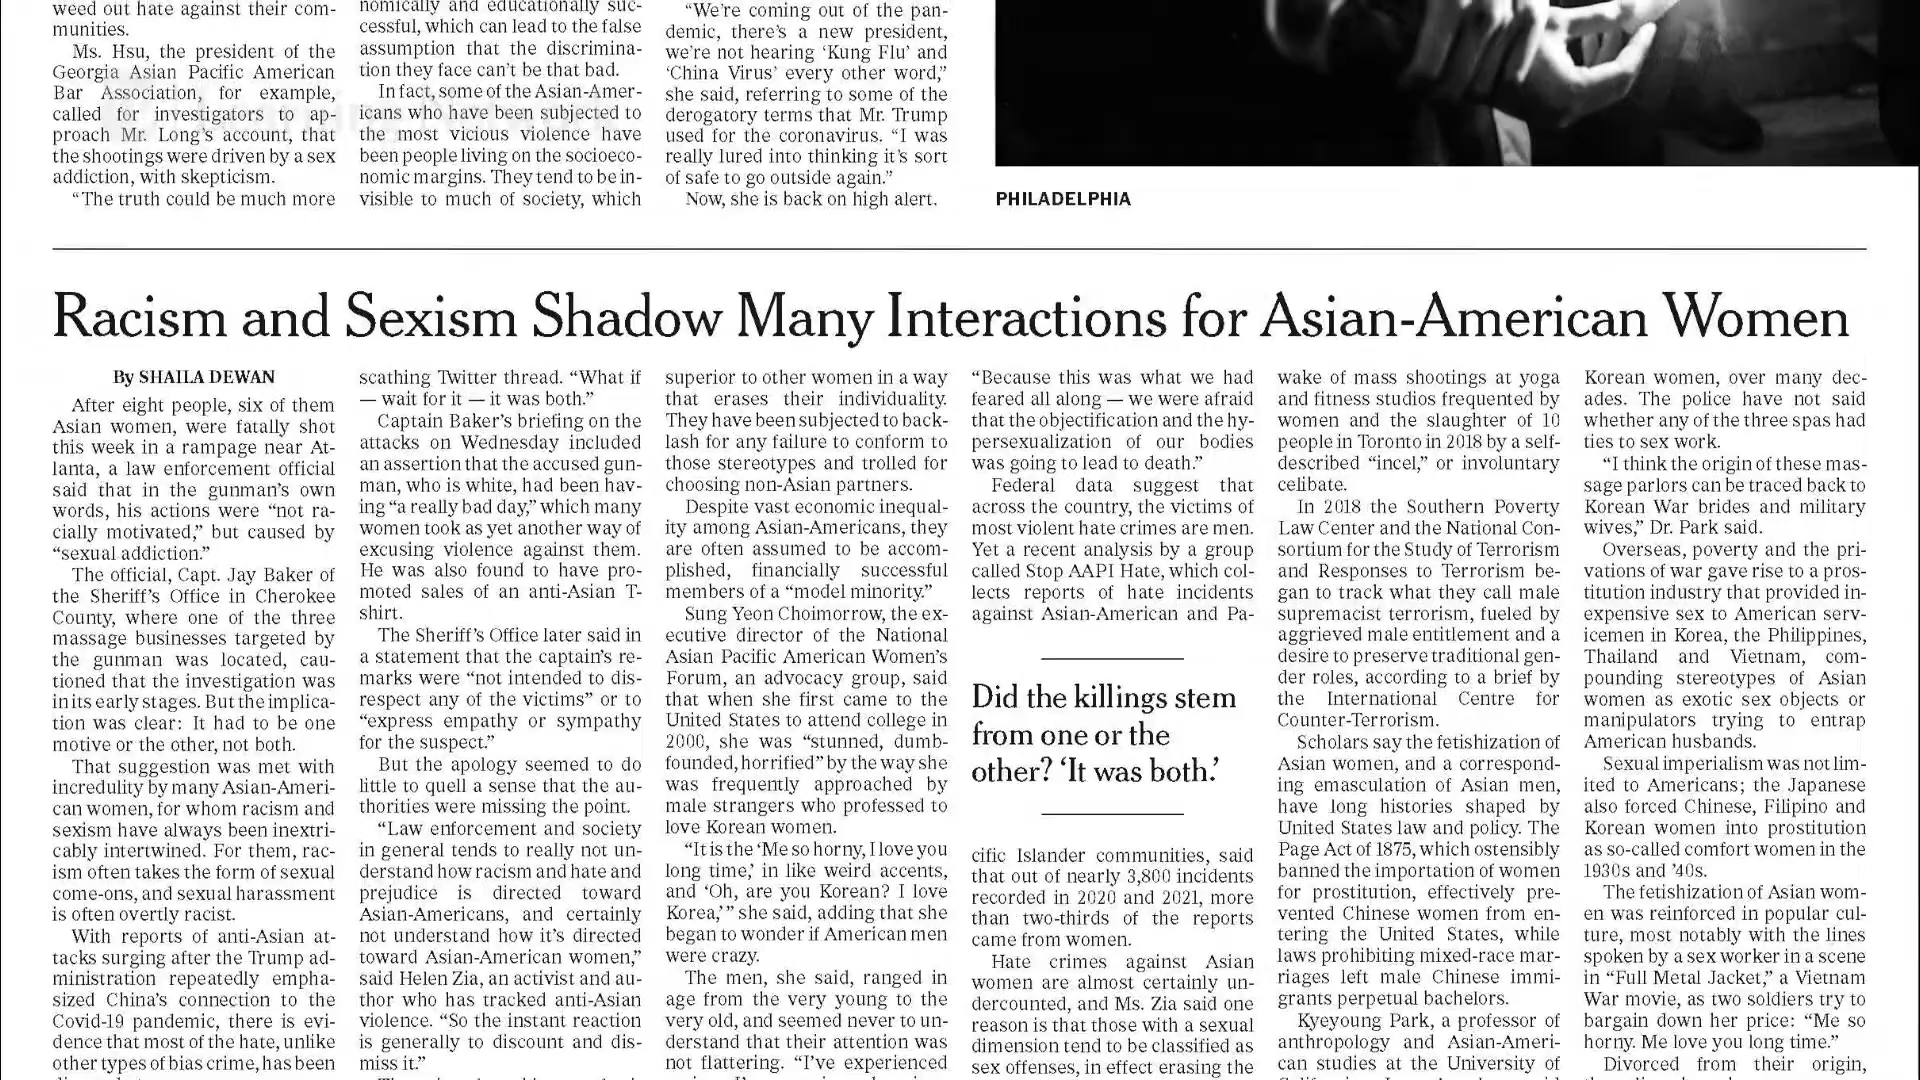 weed out hate against their com-
munities.
Ms. Hsu, the president of the
Georgia Asian Pacific American
Bar Association, for example,
called for investigators to ap-
proach Mr. Long's account, that
the shootings were driven by a sex
addiction, with skepticism.
“The truth could be much more
nomically and educationally suc-
cessful, which can lead to the false
assumption that the discrimina-
tion they face can't be that bad.
In fact, some of the Asian-Amer-
icans who have been subjected to
the most vicious violence have
been people living on the socioeco-
nomic margins. They tend to be in-
visible to much of society, which
“We're coming out of the pan-
demic, there's a new president,
we're not hearing ‘Kung Flu’ and
‘China Virus’ every other word,”
she said, referring to some of the
derogatory terms that Mr. Trump
used for the coronavirus. “I was
really lured into thinking it's sort
of safe to go outside again.”
Now, she is back on high alert.
PHILADELPHIA
Racism and Sexism Shadow Many Interactions for Asian-American Women
By SHAILA DEWAN
After eight people, six of them
Asian women, were fatally shot
this week in a rampage near At-
lanta, a law enforcement official
said that in the gunman's own
words, his actions were “not ra-
cially motivated,” but caused by
“sexual addiction.”
The official, Capt. Jay Baker of
the Sheriff's Office in Cherokee
County, where one of the three
massage businesses targeted by
the gunman was located, cau-
tioned that the investigation was
in its early stages. But the implica-
tion was clear: It had to be one
motive or the other, not both.
That suggestion was met with
incredulity by many Asian-Ameri-
can women, for whom racism and
sexism have always been inextri-
cably intertwined. For them, rac-
ism often takes the form of sexual
come-ons, and sexual harassment
is often overtly racist.
With reports of anti-Asian at-
tacks surging after the Trump ad-
ministration repeatedly empha-
sized China's connection to the
Covid-19 pandemic, there is evi-
dence that most of the hate, unlike
other types of bias crime, has been
scathing Twitter thread. “What if
— wait for it — it was both.”
Captain Baker's briefing on the
attacks on Wednesday included
an assertion that the accused gun-
man, who is white, had been hav-
ing “a really bad day,” which many
women took as yet another way of
excusing violence against them.
He was also found to have pro-
moted sales of an anti-Asian T-
shirt.
The Sheriff's Office later said in
a statement that the captain's re-
marks were “not intended to dis-
respect any of the victims” or to
“express empathy or sympathy
for the suspect.”
But the apology seemed to do
little to quell a sense that the au-
thorities were missing the point.
“Law enforcement and society
in general tends to really not un-
derstand how racism and hate and
prejudice is directed toward
Asian-Americans, and certainly
not understand how it's directed
toward Asian-American women,”
said Helen Zia, an activist and au-
thor who has tracked anti-Asian
violence. “So the instant reaction
is generally to discount and dis-
miss it.”
superior to other women in a way
that erases their individuality.
They have been subjected to back-
lash for any failure to conform to
those stereotypes and trolled for
choosing non-Asian partners.
Despite vast economic inequal-
ity among Asian-Americans, they
are often assumed to be accom-
plished, financially successful
members of a “model minority.”
Sung Yeon Choimorrow, the ex-
ecutive director of the National
Asian Pacific American Women's
Forum, an advocacy group, said
that when she first came to the
United States to attend college in
2000, she was “stunned, dumb-
founded, horrified” by the way she
was frequently approached by
male strangers who professed to
love Korean women.
“It is the ‘Me so horny, I love you
long time,’ in like weird accents,
and ‘Oh, are you Korean? I love
Korea,’” she said, adding that she
began to wonder if American men
were crazy.
The men, she said, ranged in
age from the very young to the
very old, and seemed never to un-
derstand that their attention was
not flattering. “I've experienced
“Because this was what we had
feared all along — we were afraid
that the objectification and the hy-
persexualization of our bodies
was going to lead to death.”
Federal data suggest that
across the country, the victims of
most violent hate crimes are men.
Yet a recent analysis by a group
called Stop AAPI Hate, which col-
lects reports of hate incidents
against Asian-American and Pa-
Did the killings stem
from one or the
other? ‘It was both.’
cific Islander communities, said
that out of nearly 3,800 incidents
recorded in 2020 and 2021, more
than two-thirds of the reports
came from women.
Hate crimes against Asian
women are almost certainly un-
dercounted, and Ms. Zia said one
reason is that those with a sexual
dimension tend to be classified as
sex offenses, in effect erasing the
wake of mass shootings at yoga
and fitness studios frequented by
women and the slaughter of 10
people in Toronto in 2018 by a self-
described “incel,” or involuntary
celibate.
In 2018 the Southern Poverty
Law Center and the National Con-
sortium for the Study of Terrorism
and Responses to Terrorism be-
gan to track what they call male
supremacist terrorism, fueled by
aggrieved male entitlement and a
desire to preserve traditional gen-
der roles, according to a brief by
the International Centre for
Counter-Terrorism.
Scholars say the fetishization of
Asian women, and a correspond-
ing emasculation of Asian men,
have long histories shaped by
United States law and policy. The
Page Act of 1875, which ostensibly
banned the importation of women
for prostitution, effectively pre-
vented Chinese women from en-
tering the United States, while
laws prohibiting mixed-race mar-
riages left male Chinese immi-
grants perpetual bachelors.
Kyeyoung Park, a professor of
anthropology and Asian-Ameri-
can studies at the University of
Korean women, over many dec-
ades. The police have not said
whether any of the three spas had
ties to sex work.
“I think the origin of these mas-
sage parlors can be traced back to
Korean War brides and military
wives,” Dr. Park said.
Overseas, poverty and the pri-
vations of war gave rise to a pros-
titution industry that provided in-
expensive sex to American serv-
icemen in Korea, the Philippines,
Thailand and Vietnam, com-
pounding stereotypes of Asian
women as exotic sex objects or
manipulators trying to entrap
American husbands.
Sexual imperialism was not lim-
ited to Americans; the Japanese
also forced Chinese, Filipino and
Korean women into prostitution
as so-called comfort women in the
1930s and ’40s.
The fetishization of Asian wom-
en was reinforced in popular cul-
ture, most notably with the lines
spoken by a sex worker in a scene
in “Full Metal Jacket,” a Vietnam
War movie, as two soldiers try to
bargain down her price: “Me so
horny. Me love you long time.”
Divorced from their origin,